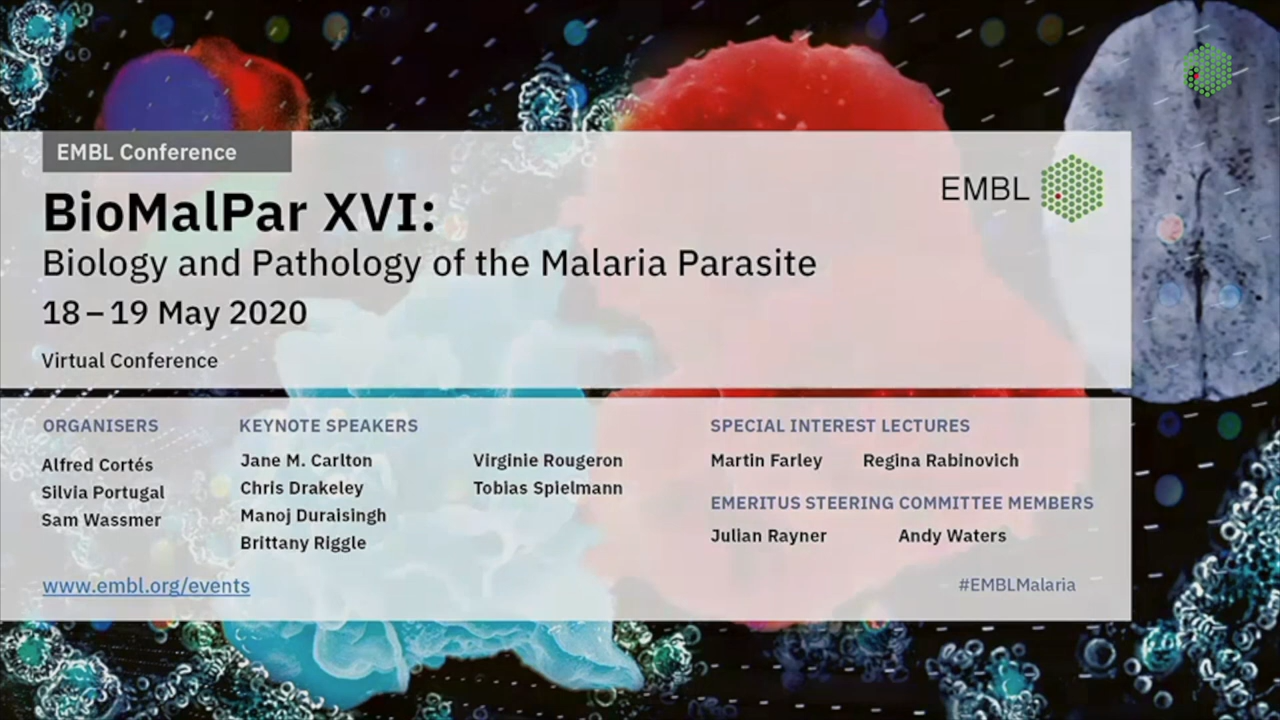 EMBL Conference
BioMalPar XVI:
Biology and Pathology of the Malaria Parasite
18 – 19 May 2020
Virtual Conference
EMBL
ORGANISERS
Alfred Cortés
Silvia Portugal
Sam Wassmer
KEYNOTE SPEAKERS
Jane M. Carlton
Chris Drakeley
Manoj Duraisingh
Brittany Riggle
Virginie Rougeron
Tobias Spielmann
SPECIAL INTEREST LECTURES
Martin Farley Regina Rabinovich
EMERITUS STEERING COMMITTEE MEMBERS
Julian Rayner Andy Waters
www.embl.org/events
#EMBLMalaria